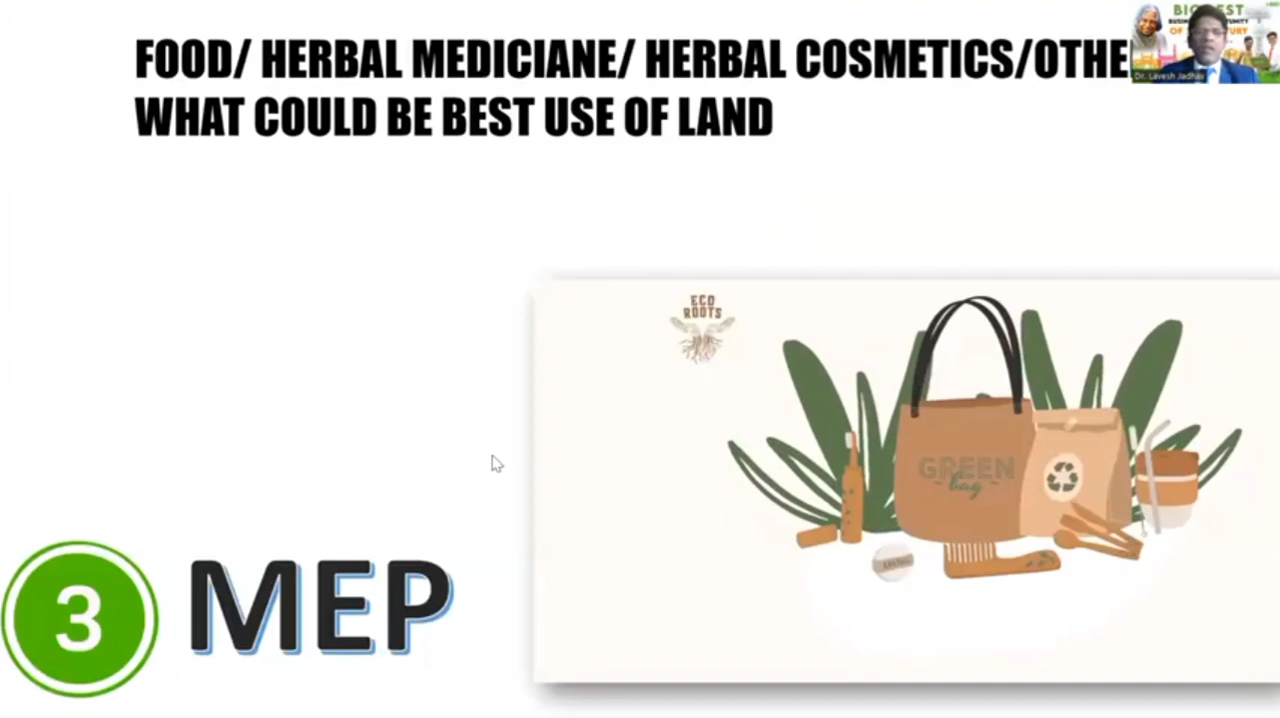 FOOD/ HERBAL MEDICIANE/ HERBAL COSMETICS/OTHE
WHAT COULD BE BEST USE OF LAND
Dr. Lavesh Jadhav
ECO
ROOTS
GREEN
bag
3
MEP